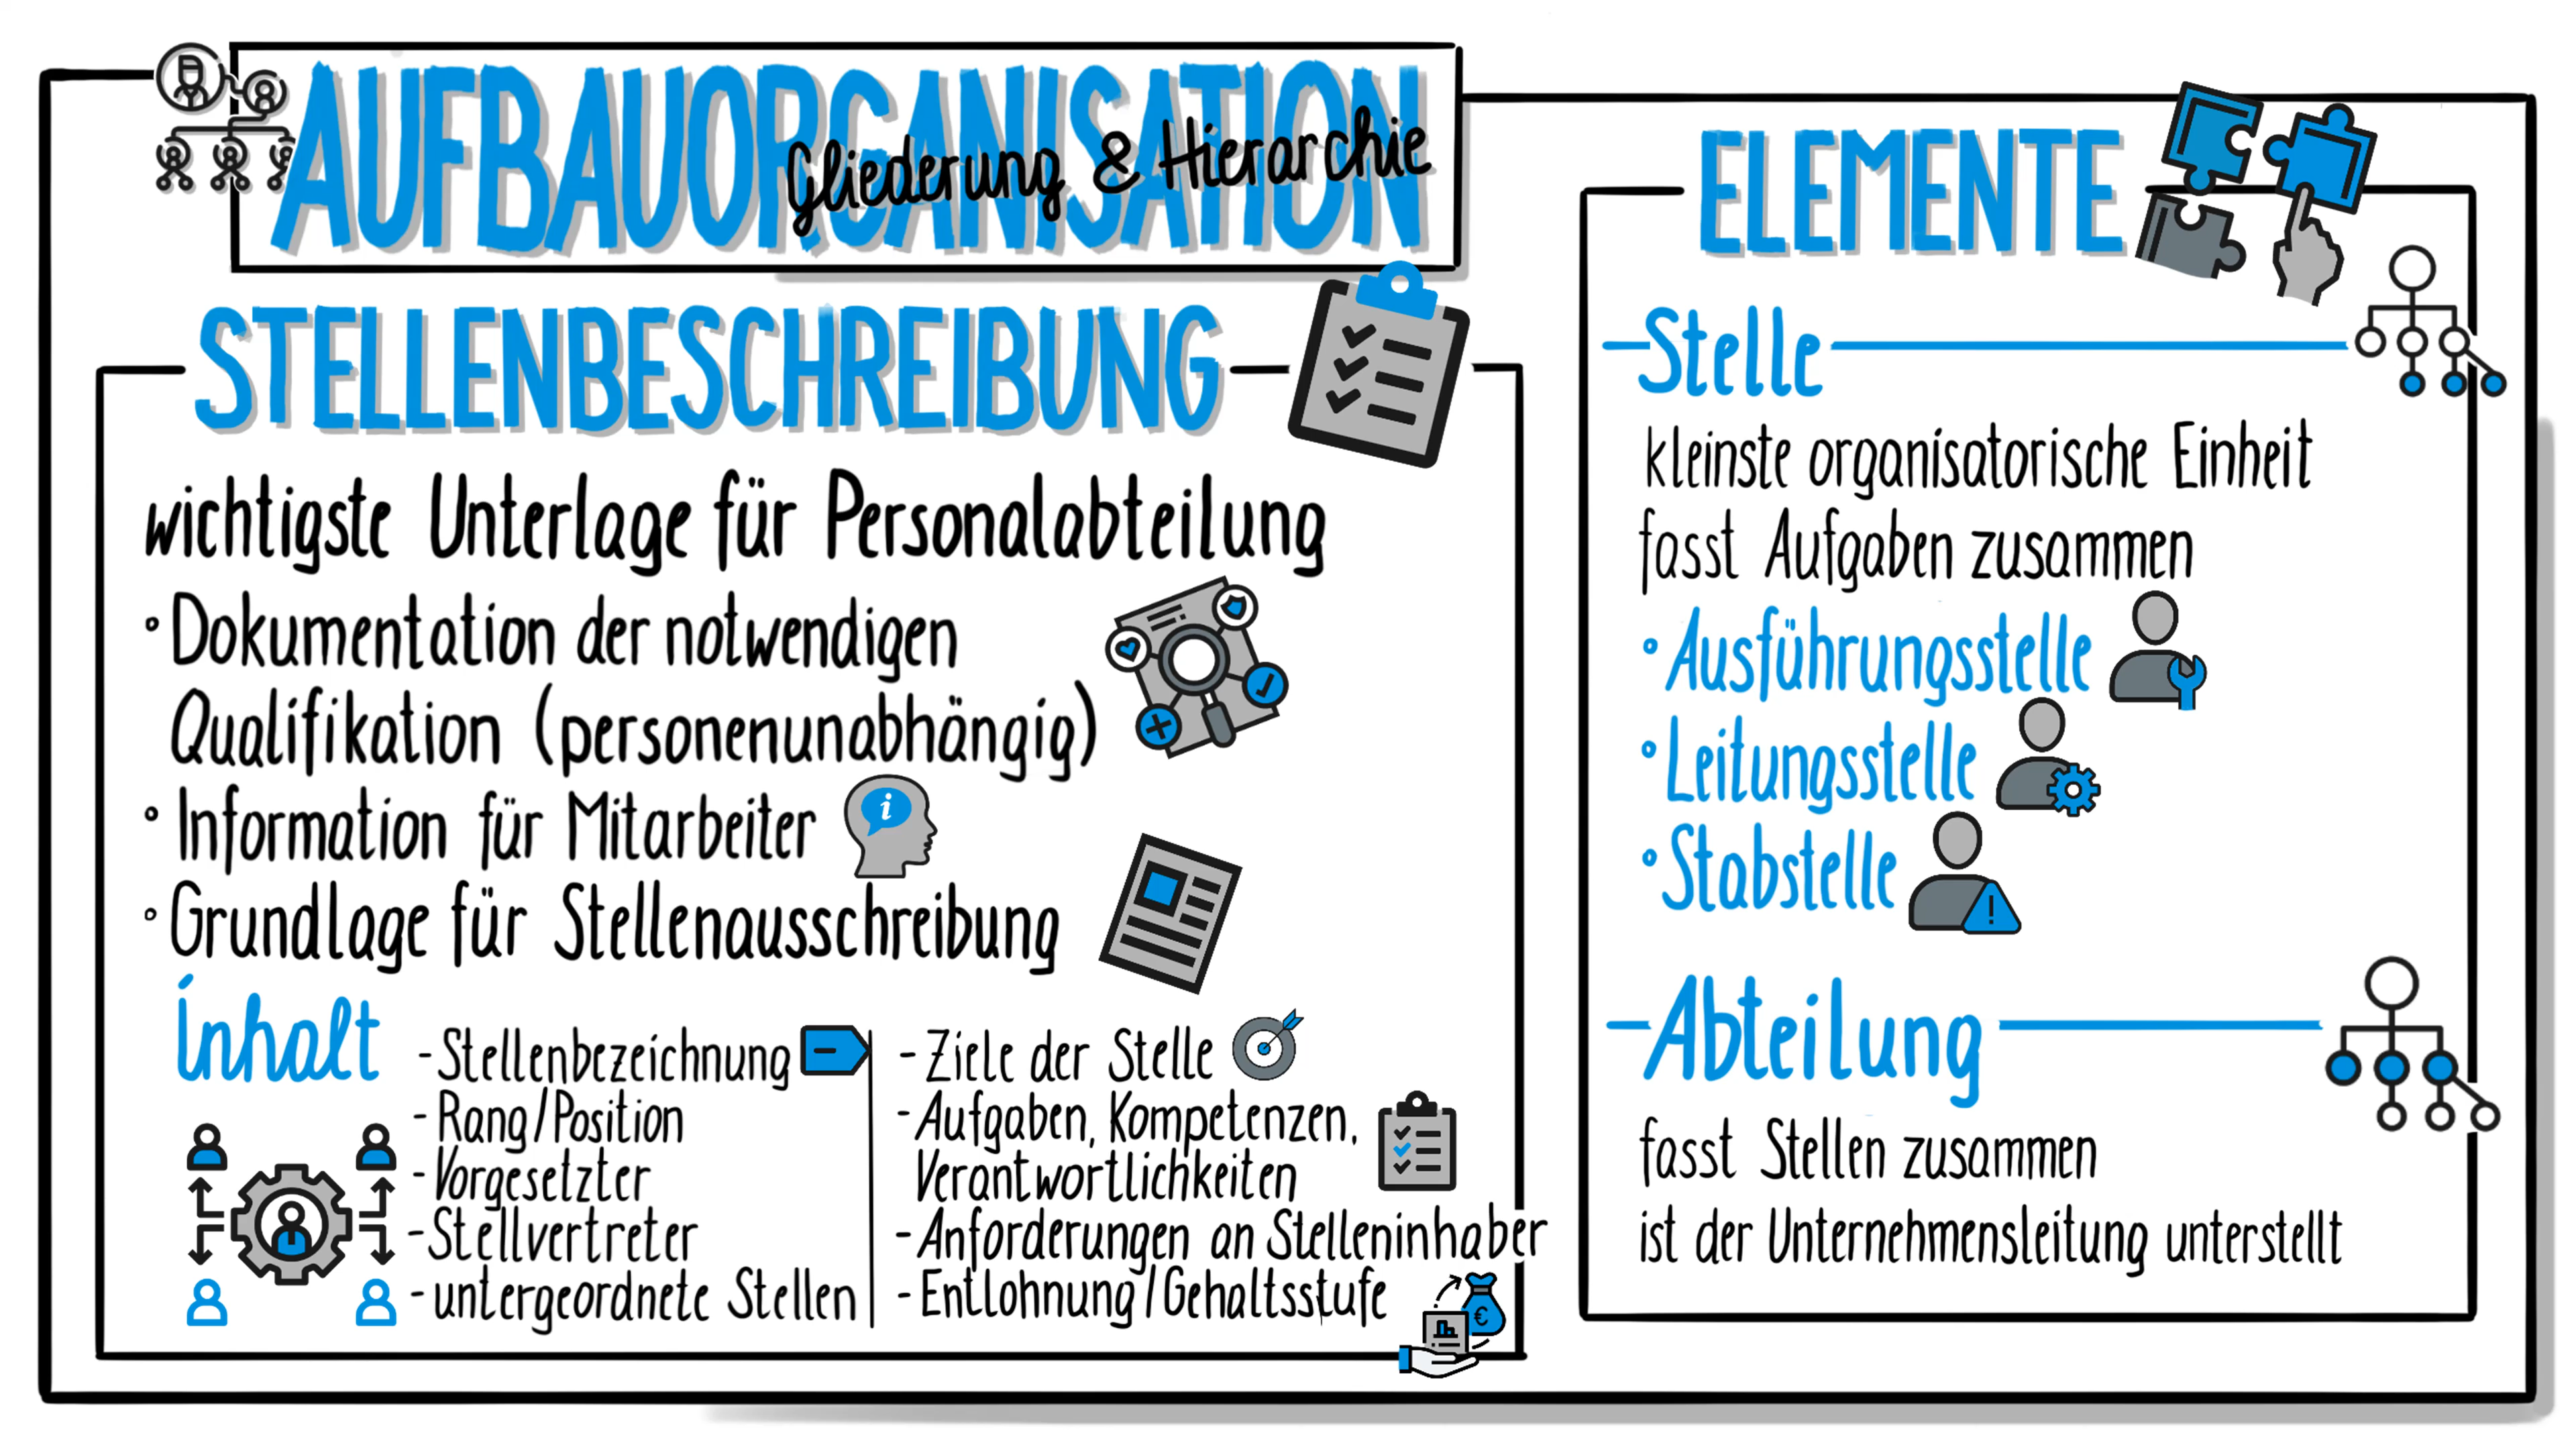 AUFBAUORGANISATION
Gliederung & Hierarchie
STELLENBESCHREIBUNG
wichtigste Unterlage für Personalabteilung
• Dokumentation der notwendigen
Qualifikation (personenunabhängig)
• Information für Mitarbeiter
i
• Grundlage für Stellenausschreibung
Inhalt
- Stellenbezeichnung
- Rang/Position
- Vorgesetzter
- Stellvertreter
- untergeordnete Stellen
- Ziele der Stelle
- Aufgaben, Kompetenzen,
Verantwortlichkeiten
- Anforderungen an Stelleninhaber
- Entlohnung/Gehaltsstufe
€
ELEMENTE
Stelle
kleinste organisatorische Einheit
fasst Aufgaben zusammen
• Ausführungsstelle
• Leitungsstelle
• Stabstelle
!
Abteilung
fasst Stellen zusammen
ist der Unternehmensleitung unterstellt